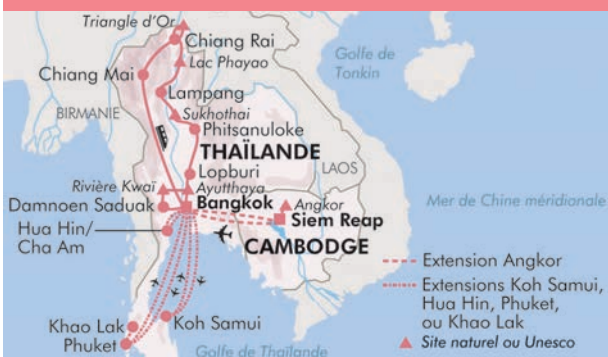 Triangle d'Or
Chiang Rai
Golfe de
Tonkin
Chiang Mai
Lac Phayao
Lampang
BIRMANIE
Sukhothai
Phitsanuloke
THAÏLANDE
LAOS
Lopburi
Rivière Kwai
Ayutthaya
Damnoen Saduak
Bangkok
Angkor
Siem Reap
Mer de Chine méridionale
Hua Hin/
Cha Am
CAMBODGE
Extension Angkor
Extensions Koh Samui,
Hua Hin, Phuket,
ou Khao Lak
Khao Lak
Koh Samui
Phuket
Site naturel ou Unesco
Golfe de Thaïlande